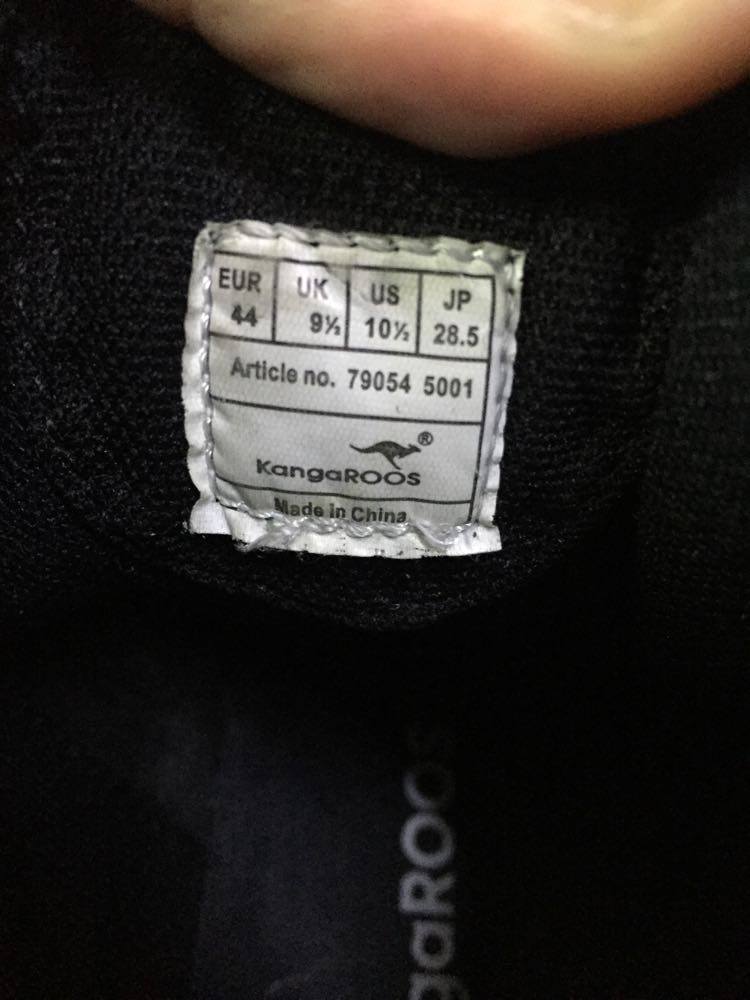 EUR UK US JP
44 9½ 10½ 28.5
Article no. 79054 5001
®
KangaROOS
Made in China
gaROOS